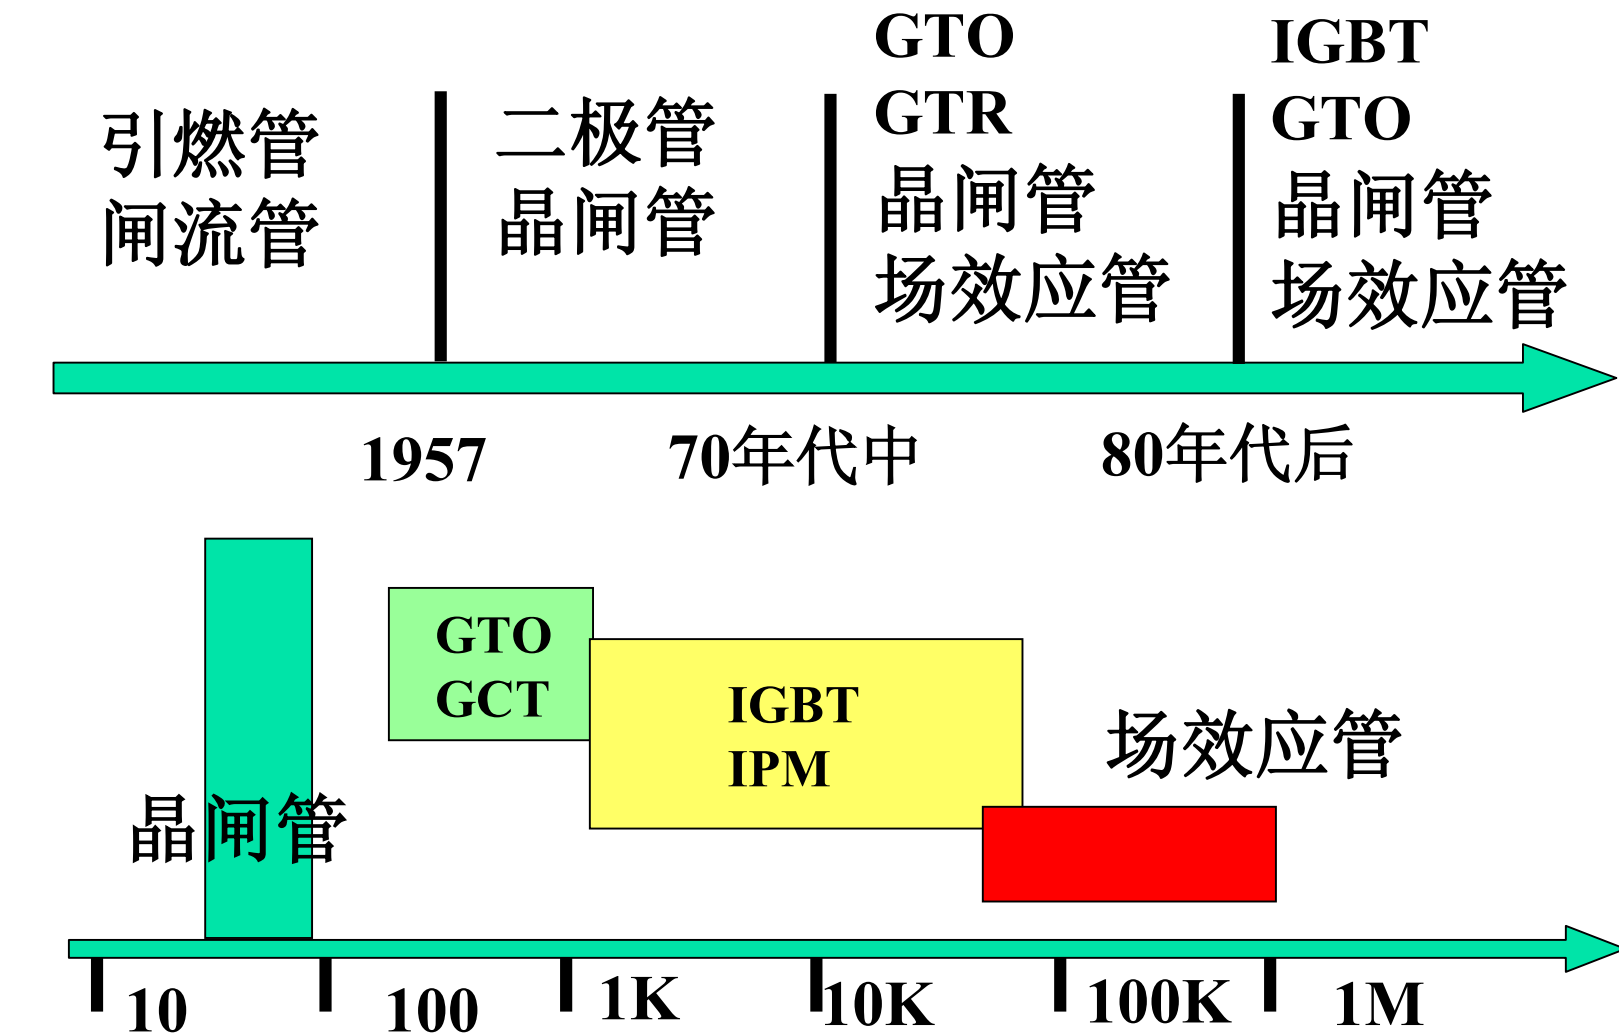 引燃管
闸流管
二极管
晶闸管
GTO
GTR
晶闸管
场效应管
IGBT
GTO
晶闸管
场效应管
1957
70年代中
80年代后
GTO
GCT
IGBT
IPM
场效应管
晶闸管
10
100
1K
10K
100K
1M